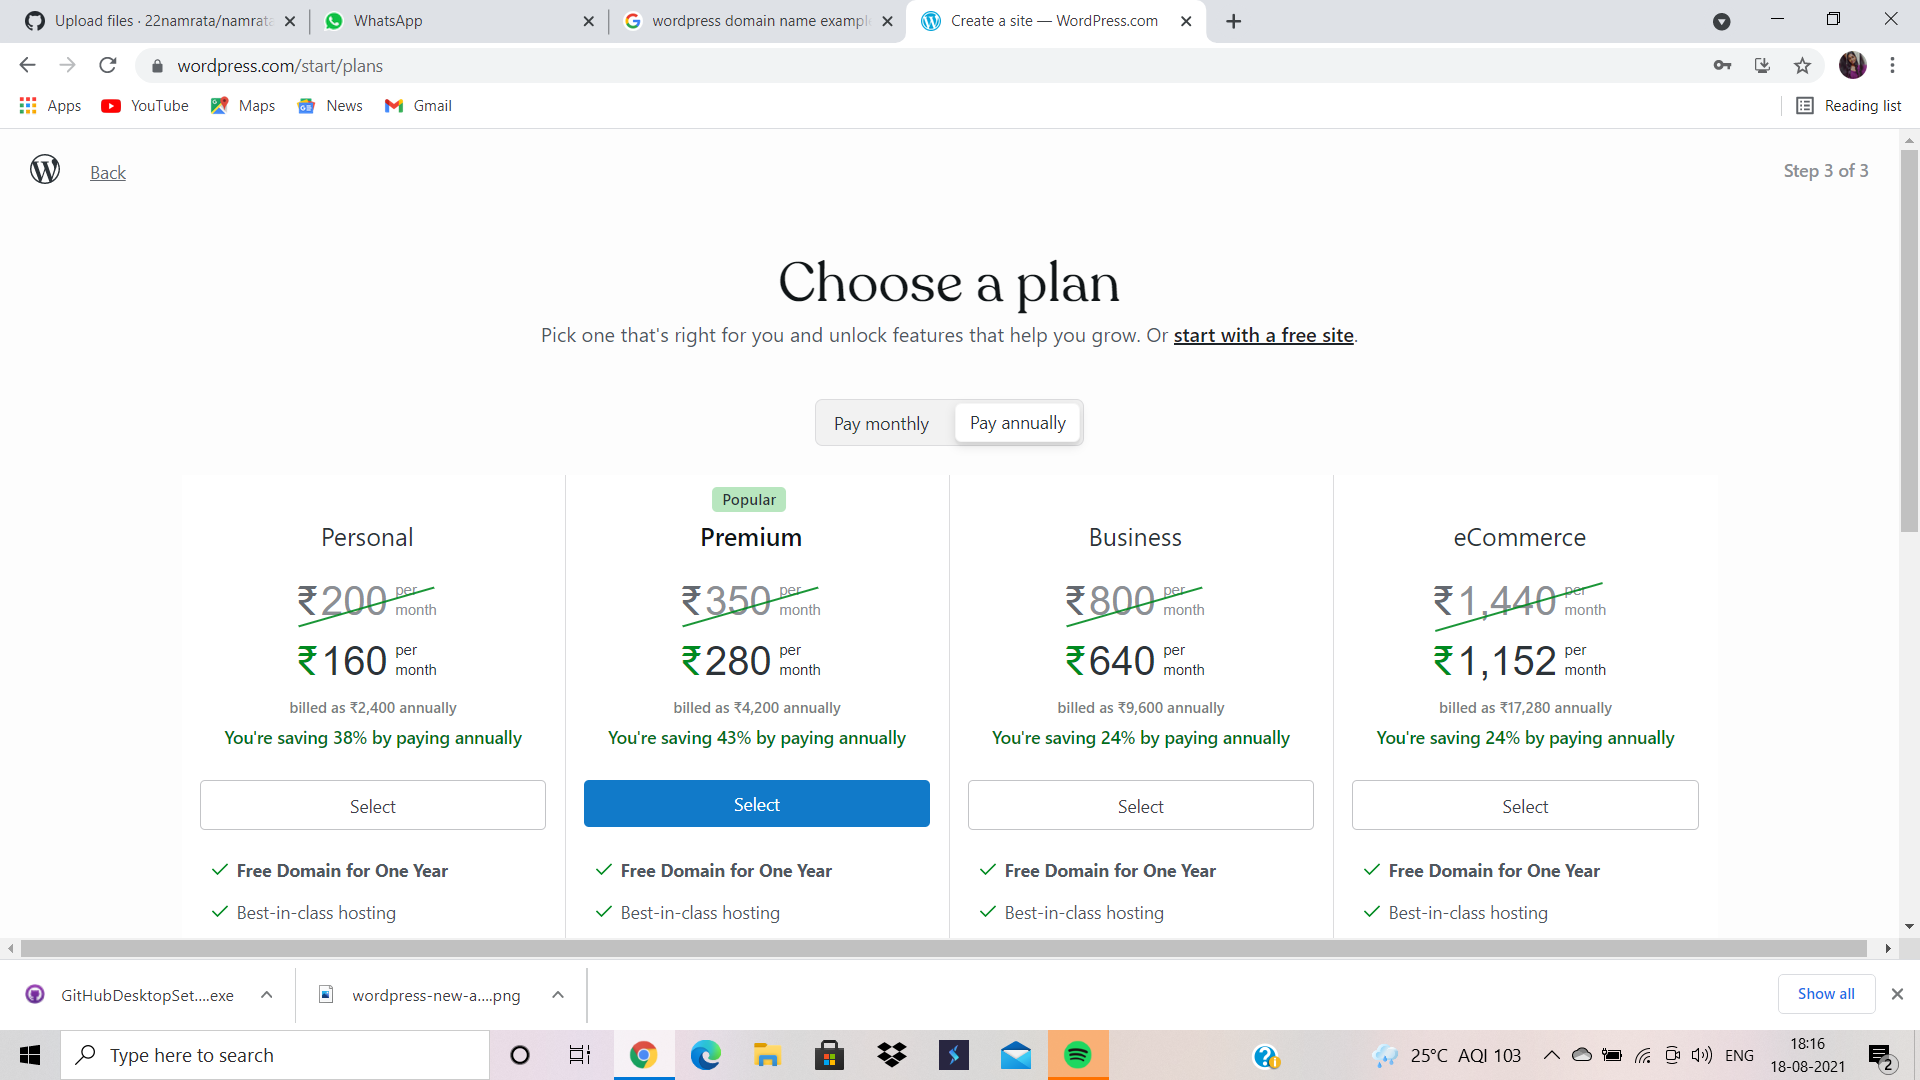 Upload files · 22namrata/namrata
WhatsApp
wordpress domain name example
Create a site — WordPress.com
wordpress.com/start/plans
Apps
YouTube
Maps
News
Gmail
Reading list
Back
Step 3 of 3
Choose a plan
Pick one that's right for you and unlock features that help you grow. Or start with a free site.
Pay monthly
Pay annually
Personal
₹200 per month
₹160 per month
billed as ₹2,400 annually
You're saving 38% by paying annually
Select
Free Domain for One Year
Best-in-class hosting
Popular
Premium
₹350 per month
₹280 per month
billed as ₹4,200 annually
You're saving 43% by paying annually
Select
Free Domain for One Year
Best-in-class hosting
Business
₹800 per month
₹640 per month
billed as ₹9,600 annually
You're saving 24% by paying annually
Select
Free Domain for One Year
Best-in-class hosting
eCommerce
₹1,440 per month
₹1,152 per month
billed as ₹17,280 annually
You're saving 24% by paying annually
Select
Free Domain for One Year
Best-in-class hosting
GitHubDesktopSet....exe
wordpress-new-a....png
Show all
Type here to search
25°C AQI 103
ENG
18:16
18-08-2021
2